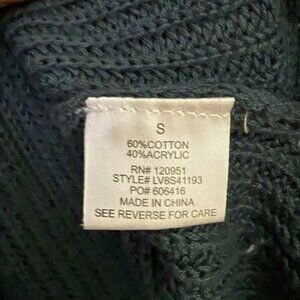 S
60%COTTON
40%ACRYLIC
RN# 120951
STYLE# LV8S41193
PO# 606416
MADE IN CHINA
SEE REVERSE FOR CARE